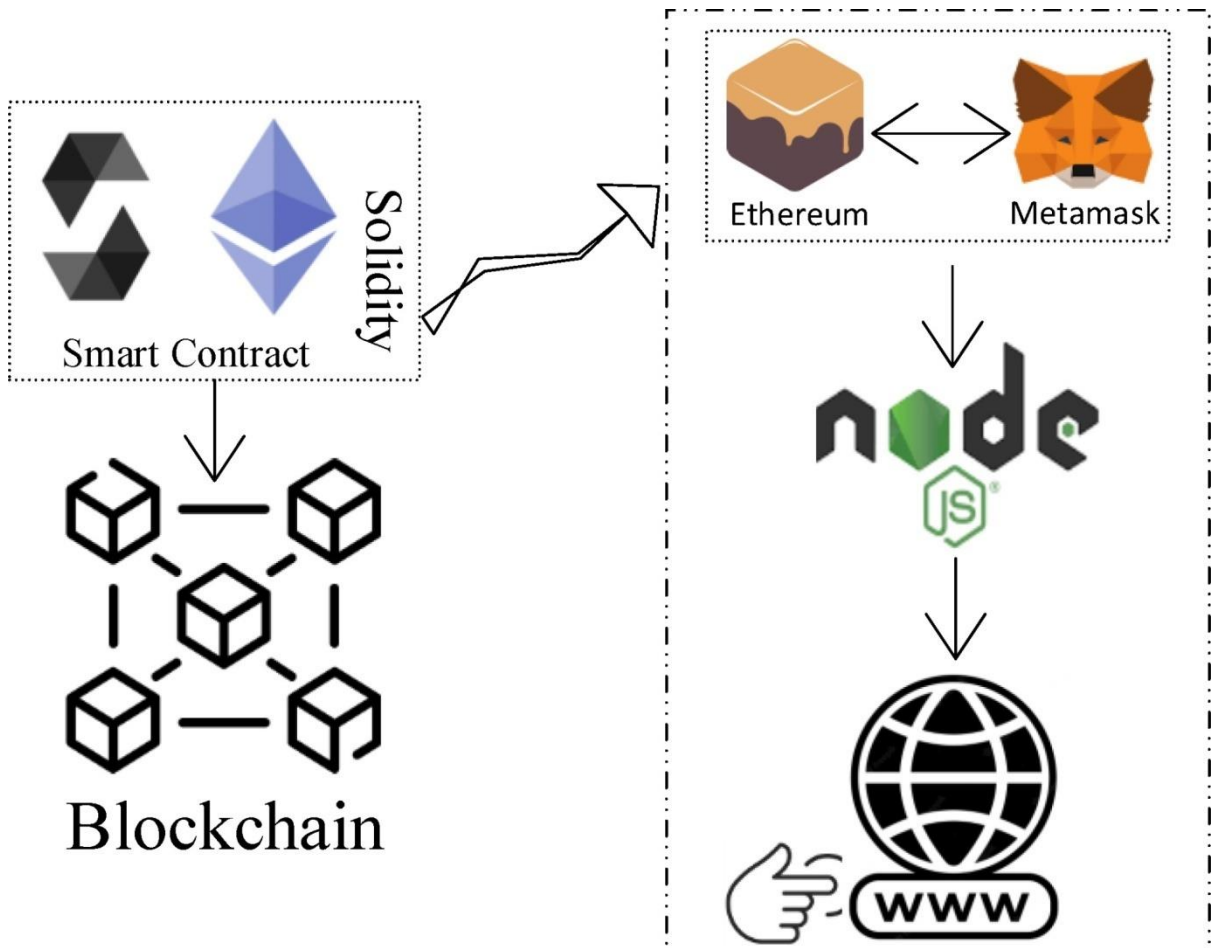 Solidity
Smart Contract
Blockchain
Ethereum
Metamask
node
JS®
WWW